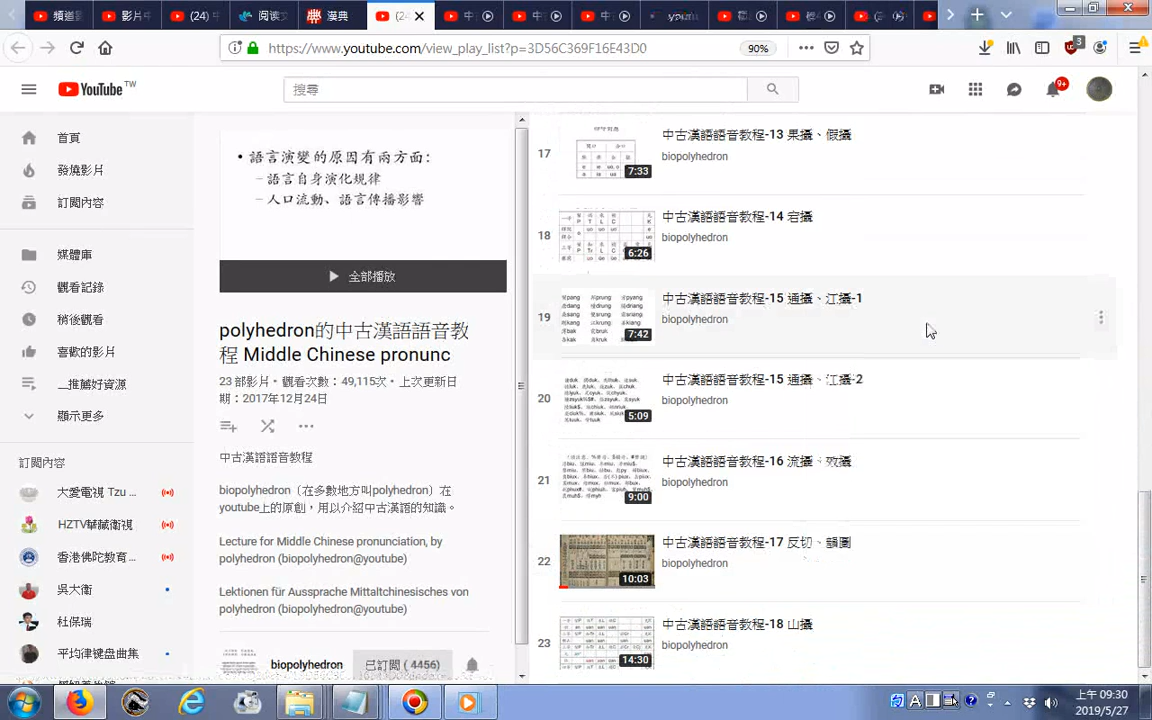 頻道
影片中
(24)
阅读文
漢典
(24
中
中
中
https://www.youtube.com/view_play_list?p=3D56C369F16E43D0
90%
3
YouTube TW
搜尋
9+
首頁
發燒影片
訂閱內容
媒體庫
觀看記錄
稍後觀看
喜歡的影片
__推薦好資源
顯示更多
訂閱內容
大愛電視 Tzu ...
HZTV華藏衛視
香港佛陀教育...
吳大衛
杜保瑞
平均律键盘曲集
• 語言演變的原因有兩方面:
–語言自身演化規律
–人口流動、語言傳播影響
全部播放
polyhedron的中古漢語語音教
程 Middle Chinese pronunc
23 部影片 • 觀看次數：49,115次 • 上次更新日
期：2017年12月24日
中古漢語語音教程
biopolyhedron〔在多數地方叫polyhedron〕在
youtube上的原創，用以介紹中古漢語的知識。
Lecture for Middle Chinese pronunciation, by
polyhedron (biopolyhedron@youtube)
Lektionen für Aussprache Mittaltchinesisches von
polyhedron (biopolyhedron@youtube)
biopolyhedron
已訂閱 (4456)
17
7:33
中古漢語語音教程-13 果攝、假攝
biopolyhedron
18
6:26
中古漢語語音教程-14 宕攝
biopolyhedron
19
7:42
中古漢語語音教程-15 通攝、江攝-1
biopolyhedron
20
5:09
中古漢語語音教程-15 通攝、江攝-2
biopolyhedron
21
9:00
中古漢語語音教程-16 流攝、效攝
biopolyhedron
22
10:03
中古漢語語音教程-17 反切、韻圖
biopolyhedron
23
14:30
中古漢語語音教程-18 山攝
biopolyhedron
上午 09:30
2019/5/27